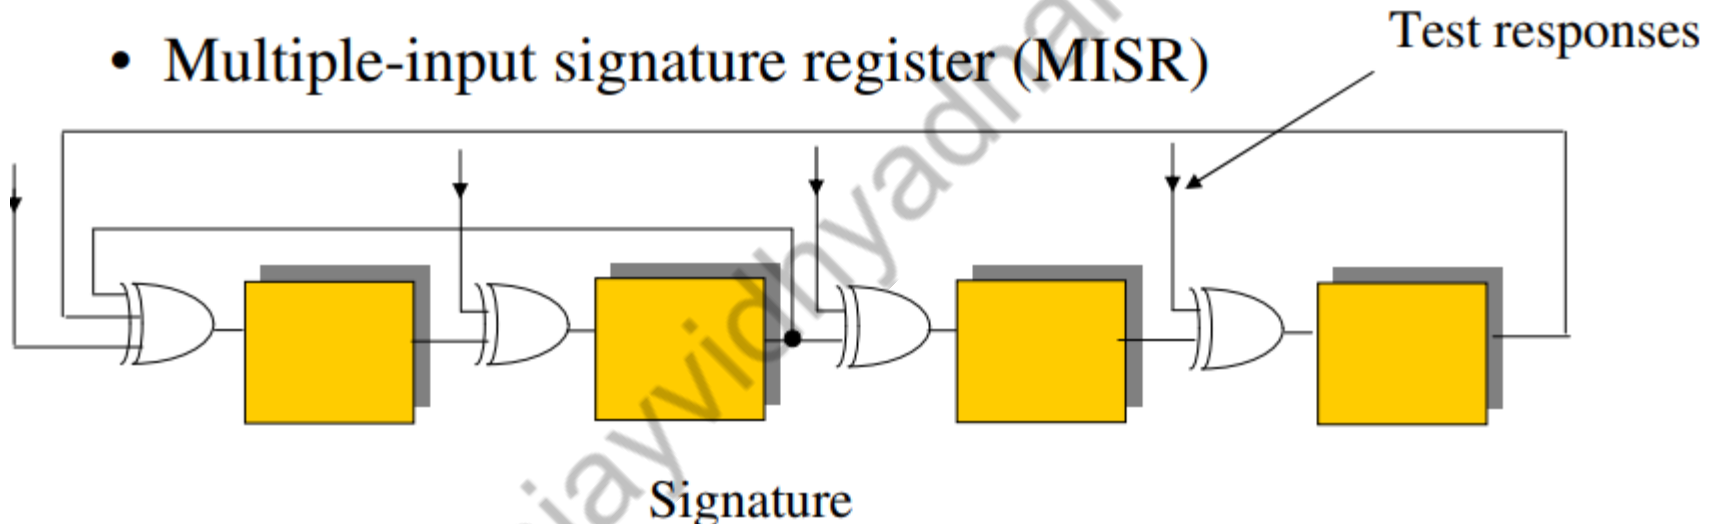 Test responses
• Multiple-input signature register (MISR)
Signature